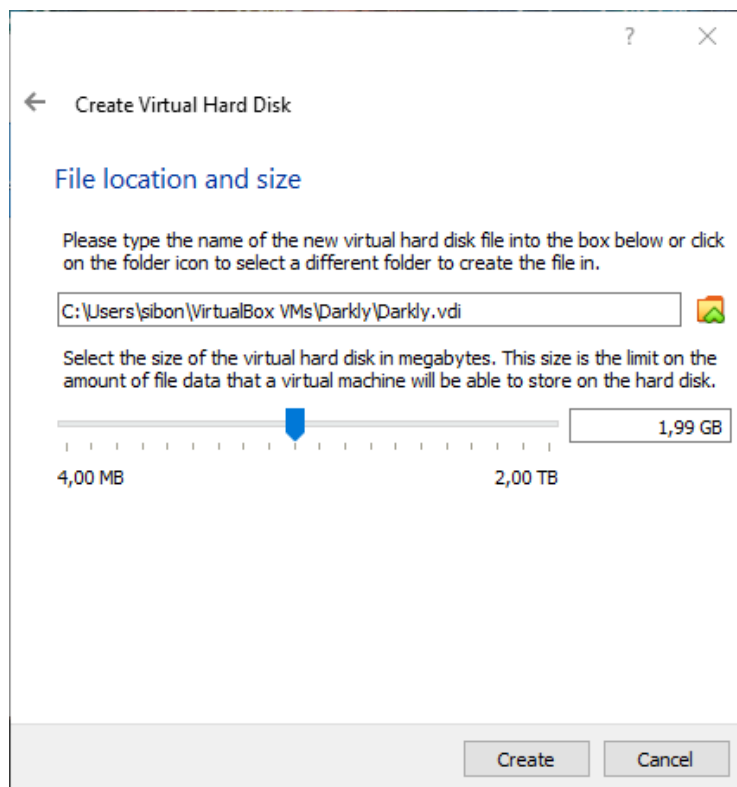 ?
Create Virtual Hard Disk
File location and size
Please type the name of the new virtual hard disk file into the box below or click
on the folder icon to select a different folder to create the file in.
C:\Users\sibon\VirtualBox VMs\Darkly\Darkly.vdi
Select the size of the virtual hard disk in megabytes. This size is the limit on the
amount of file data that a virtual machine will be able to store on the hard disk.
1,99 GB
4,00 MB 2,00 TB
Create Cancel